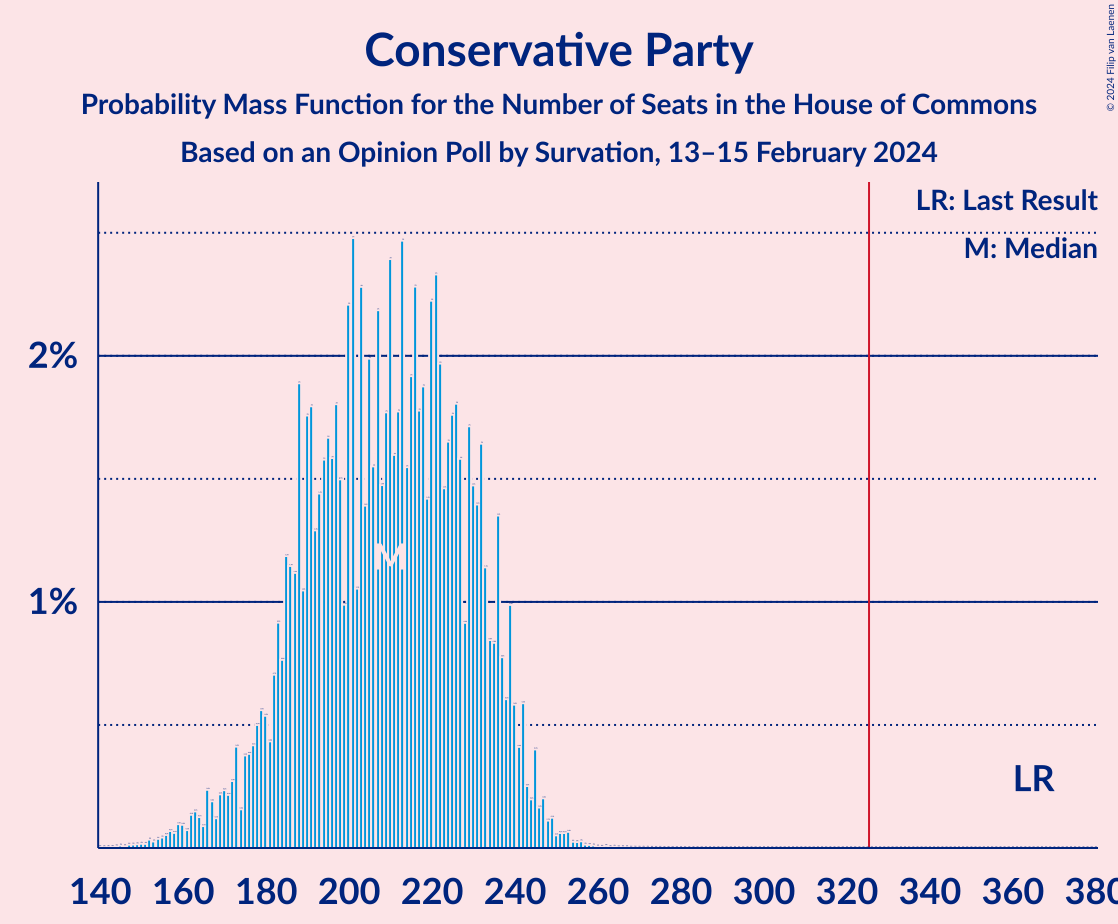 Conservative Party
Probability Mass Function for the Number of Seats in the House of Commons
Based on an Opinion Poll by Survation, 13–15 February 2024
© 2024 Filip van Laenen
LR: Last Result
M: Median
2%
1%
M
LR
140 160 180 200 220 240 260 280 300 320 340 360 380